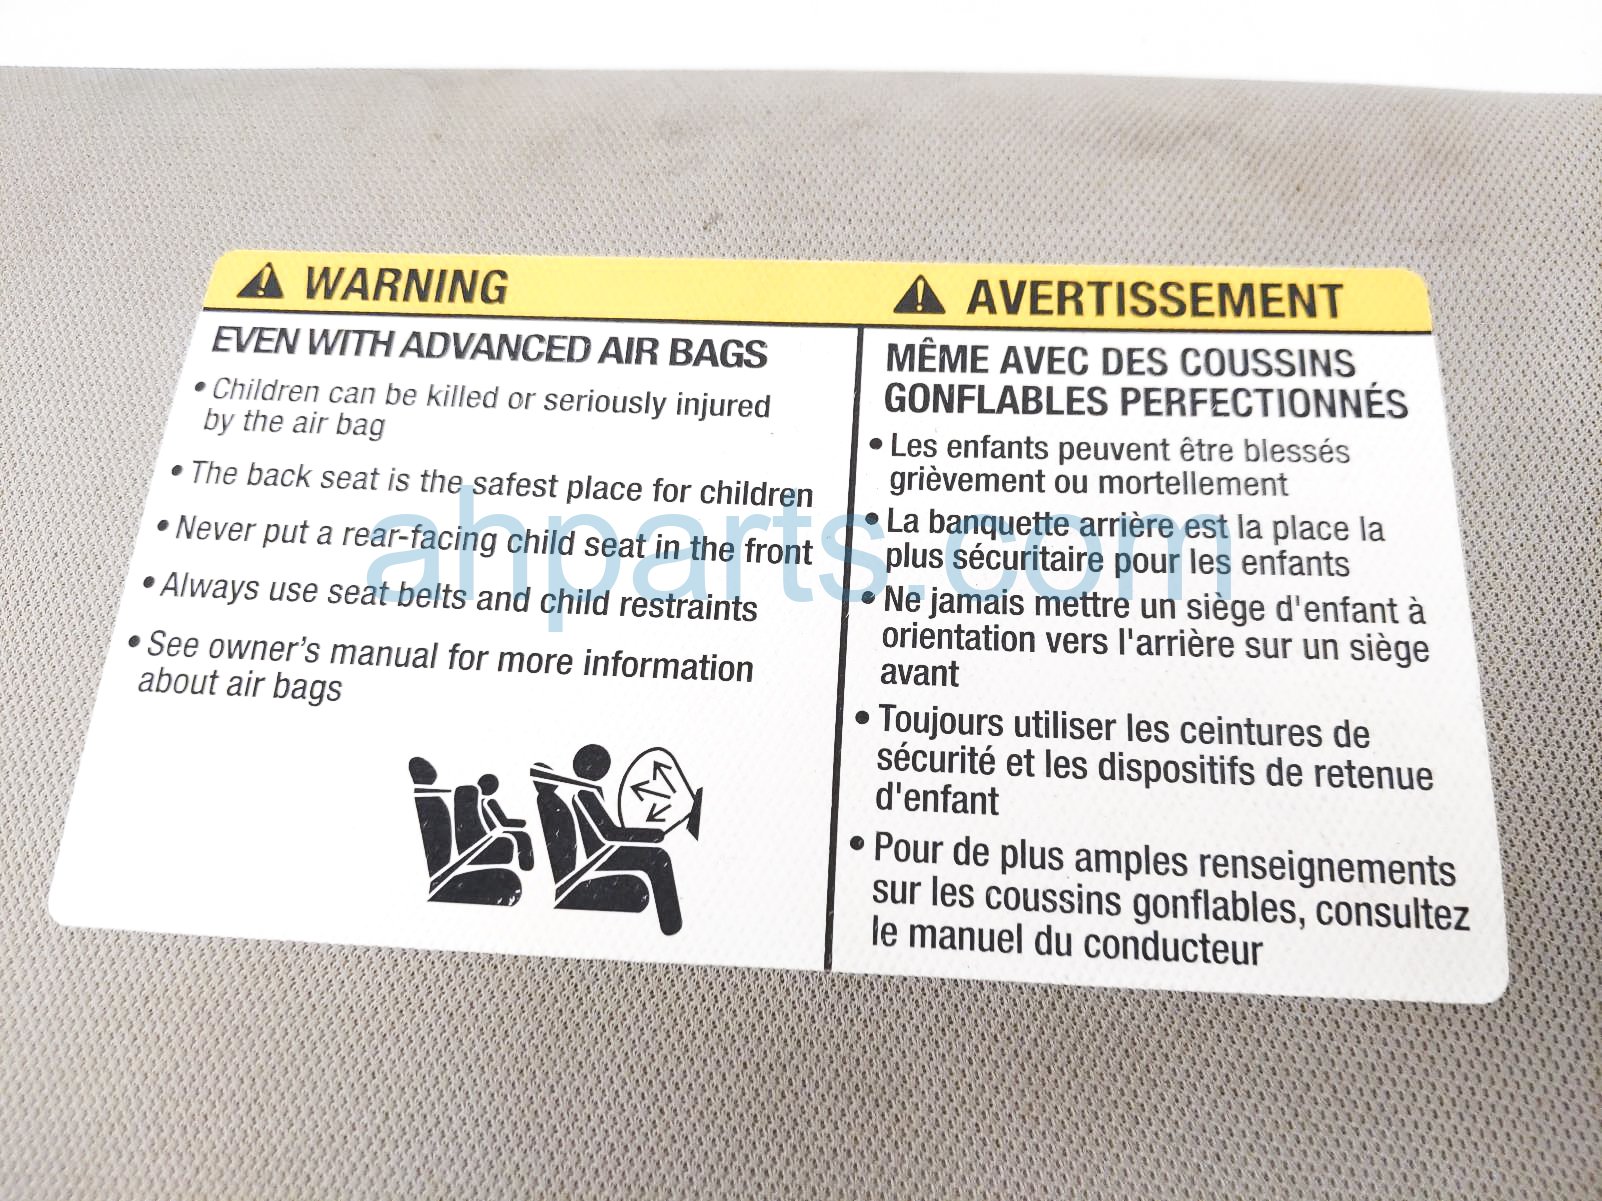 WARNING
EVEN WITH ADVANCED AIR BAGS
• Children can be killed or seriously injured
by the air bag
• The back seat is the safest place for children
• Never put a rear-facing child seat in the front
• Always use seat belts and child restraints
• See owner's manual for more information
about air bags
AVERTISSEMENT
MÊME AVEC DES COUSSINS
GONFLABLES PERFECTIONNÉS
• Les enfants peuvent être blessés
grièvement ou mortellement
• La banquette arrière est la place la
plus sécuritaire pour les enfants
• Ne jamais mettre un siège d'enfant à
orientation vers l'arrière sur un siège
avant
• Toujours utiliser les ceintures de
sécurité et les dispositifs de retenue
d'enfant
• Pour de plus amples renseignements
sur les coussins gonflables, consultez
le manuel du conducteur
ahparts.com